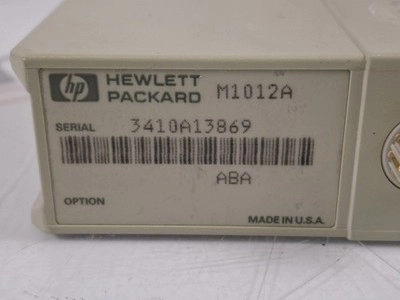 hp HEWLETT
PACKARD M1012A
SERIAL 3410A13869
ABA
OPTION
MADE IN U.S.A.